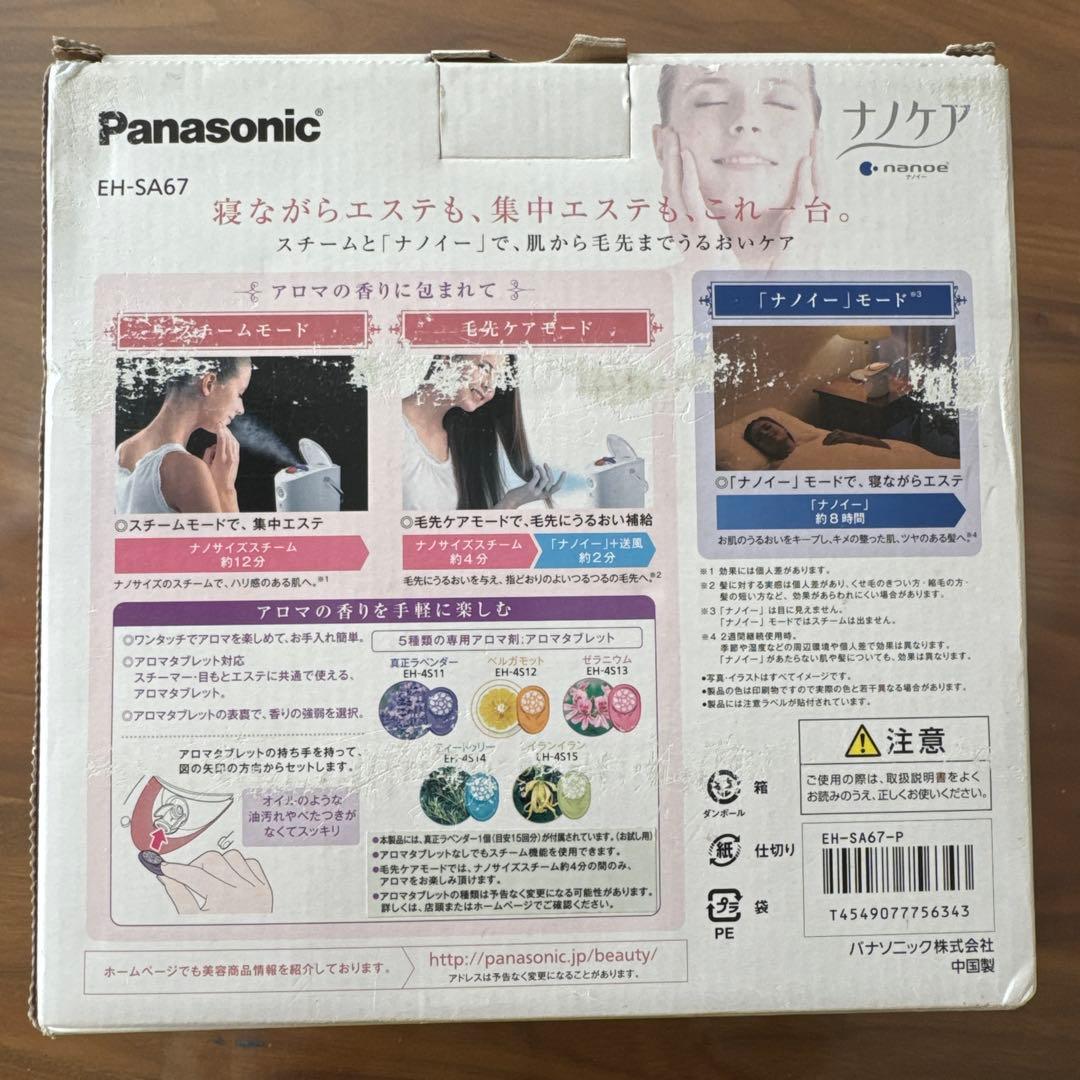 Panasonic®
EH-SA67
ナノケア
nanoe
ナノイー
寝ながらエステも、集中エステも、これ一台。
スチームと「ナノイー」で、肌から毛先までうるおいケア
アロマの香りに包まれて
スチームモード
◎スチームモードで、集中エステ
ナノサイズスチーム
約12分
ナノサイズのスチームで、ハリ感のある肌へ。※1
毛先ケアモード
◎毛先ケアモードで、毛先にうるおい補給
ナノサイズスチーム
約4分
「ナノイー」+送風
約2分
毛先にうるおいを与え、指どおりのよいつるつるの毛先へ。※2
「ナノイー」モード※3
◎「ナノイー」モードで、寝ながらエステ
「ナノイー」
約8時間
お肌のうるおいをキープし、キメの整った肌、ツヤのある髪へ。※4
アロマの香りを手軽に楽しむ
◎ワンタッチでアロマを楽しめて、お手入れ簡単。
◎アロマタブレット対応
スチーマー・目もとエステに共通で使える、
アロマタブレット。
◎アロマタブレットの表裏で、香りの強弱を選択。
アロマタブレットの持ち手を持って、
図の矢印の方向からセットします。
オイルのような
油汚れやべたつきが
なくてスッキリ
5種類の専用アロマ剤:アロマタブレット
真正ラベンダー
EH-4S11
ベルガモット
EH-4S12
ゼラニウム
EH-4S13
ティートゥリー
EH-4S14
イランイラン
EH-4S15
●本製品には、真正ラベンダー1個(目安15回分)が付属されています。(お試し用)
●アロマタブレットなしでもスチーム機能を使用できます。
●毛先ケアモードでは、ナノサイズスチーム約4分の間のみ、
アロマをお楽しみ頂けます。
●アロマタブレットの種類は予告なく変更になる可能性があります。
詳しくは、店頭またはホームページでご確認ください。
※1 効果には個人差があります。
※2 髪に対する実感は個人差があり、くせ毛のきつい方・縮毛の方・
髪の短い方など、効果があらわれにくい場合があります。
※3「ナノイー」は目に見えません。
「ナノイー」モードではスチームは出ません。
※4 2週間継続使用時。
季節や湿度などの周辺環境や個人差で効果は異なります。
「ナノイー」があたらない肌や髪についても、効果は異なります。
●写真・イラストはすべてイメージです。
●製品の色は印刷物ですので実際の色と若干異なる場合があります。
●製品には注意ラベルが貼付されています。
注意
ご使用の際は、取扱説明書をよく
お読みのうえ、正しくお使いください。
ダンボール
箱
紙
仕切り
プラ
PE
袋
EH-SA67-P
T4549077756343
パナソニック株式会社
中国製
ホームページでも美容商品情報を紹介しております。
http://panasonic.jp/beauty/
アドレスは予告なく変更になることがあります。